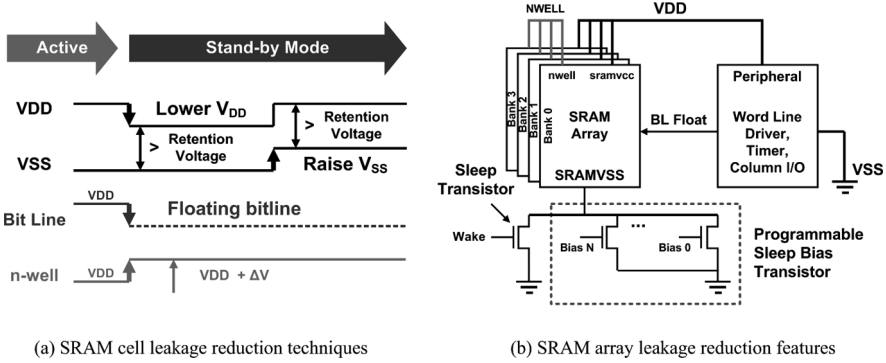 Active
Stand-by Mode
VDD
Lower VDD
> Retention
Voltage
> Retention
Voltage
VSS
Raise VSS
VDD
Bit Line
Floating bitline
n-well
VDD
VDD + ΔV
(a) SRAM cell leakage reduction techniques
NWELL
VDD
nwell
sramvcc
Bank 3
Bank 2
Bank 1
Bank 0
SRAM
Array
SRAMVSS
BL Float
Peripheral
Word Line
Driver,
Timer,
Column I/O
VSS
Sleep
Transistor
Wake
Bias N
...
Bias 0
Programmable
Sleep Bias
Transistor
(b) SRAM array leakage reduction features